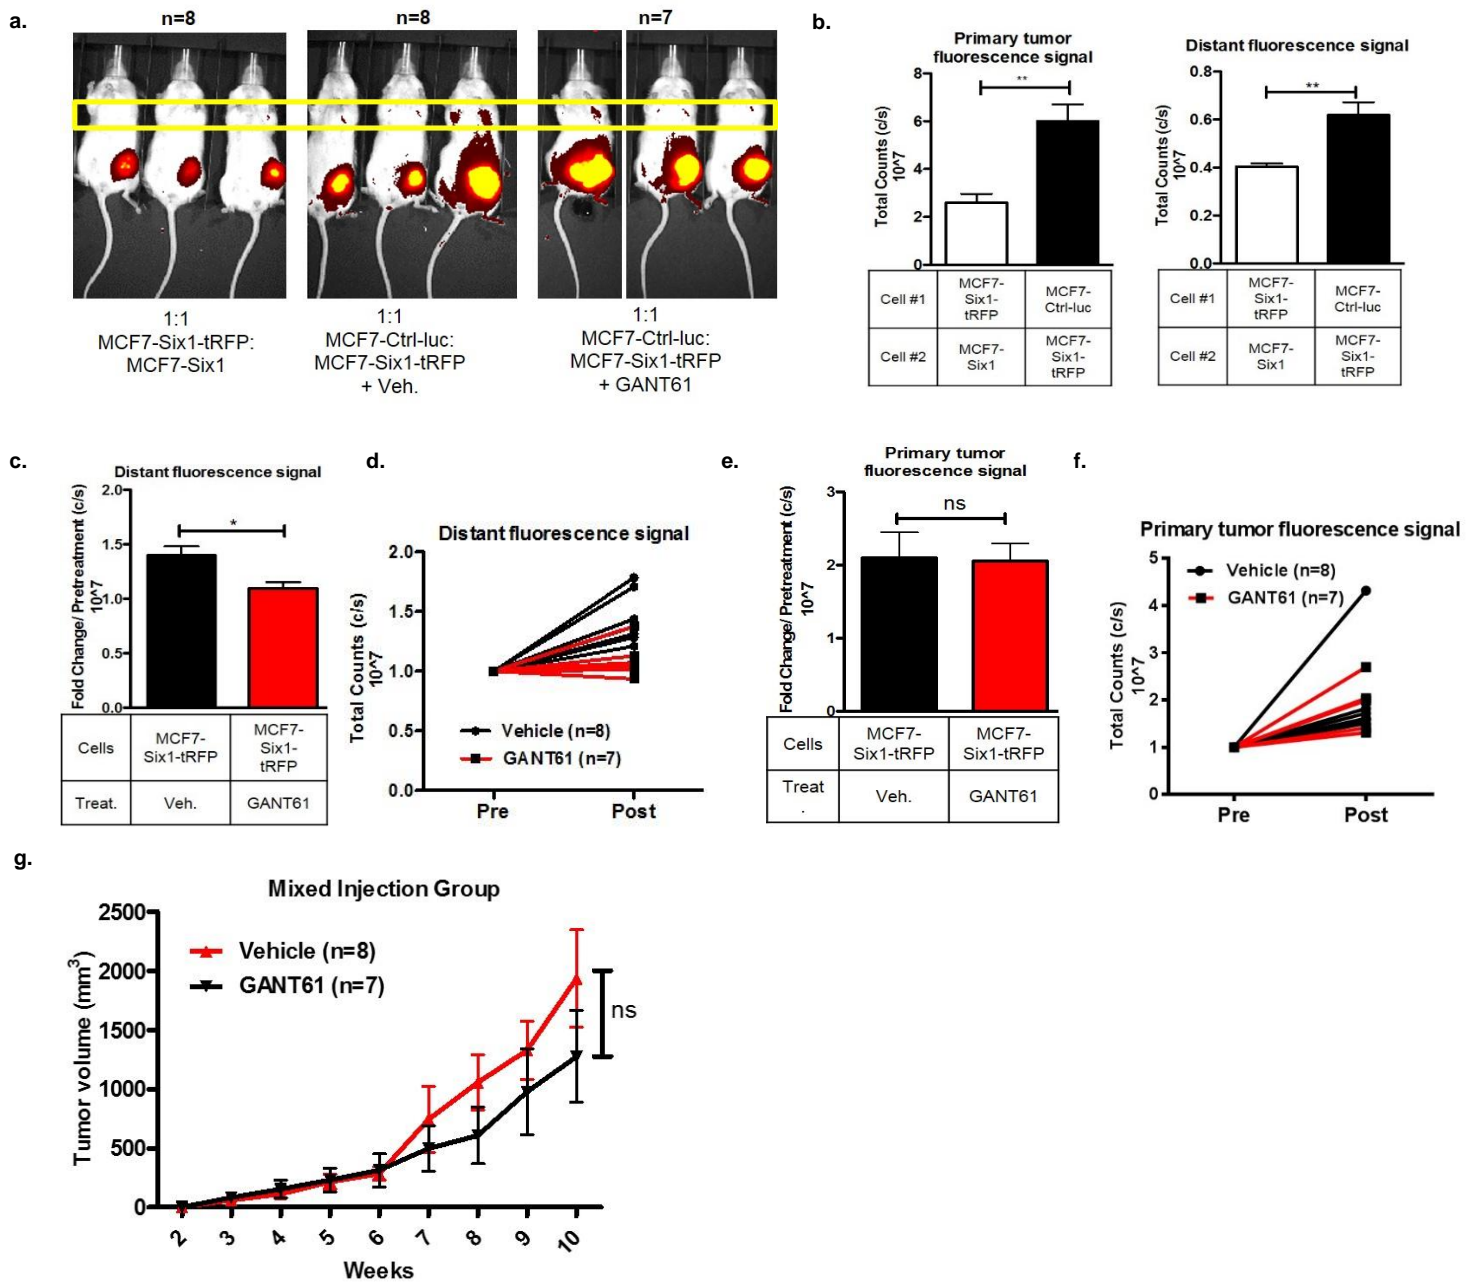 a.
n=8
n=8
n=7
1:1
MCF7-Six1-tRFP:
MCF7-Six1
1:1
MCF7-Ctrl-luc:
MCF7-Six1-tRFP
+ Veh.
1:1
MCF7-Ctrl-luc:
MCF7-Six1-tRFP
+ GANT61
b.
Primary tumor
fluorescence signal
Total Counts (c/s)
10^7
8
6
4
2
0
**
Cell #1
MCF7-
Six1-
tRFP
MCF7-
Ctrl-luc
Cell #2
MCF7-
Six1
MCF7-
Six1-
tRFP
Distant fluorescence signal
Total Counts (c/s)
10^7
0.8
0.6
0.4
0.2
0.0
**
Cell #1
MCF7-
Six1-
tRFP
MCF7-
Ctrl-luc
Cell #2
MCF7-
Six1
MCF7-
Six1-
tRFP
c.
Distant fluorescence signal
Fold Change/ Pretreatment (c/s)
10^7
2.0
1.5
1.0
0.5
0.0
*
Cells
MCF7-
Six1-tRFP
MCF7-
Six1-
tRFP
Treat.
Veh.
GANT61
d.
Distant fluorescence signal
Total Counts (c/s)
10^7
2.0
1.5
1.0
0.5
0.0
Vehicle (n=8)
GANT61 (n=7)
Pre
Post
e.
Primary tumor
fluorescence signal
Fold Change/ Pretreatment (c/s)
10^7
3
2
1
0
ns
Cells
MCF7-
Six1-tRFP
MCF7-
Six1-tRFP
Treat
.
Veh.
GANT61
f.
Primary tumor fluorescence signal
Total Counts (c/s)
10^7
5
4
3
2
1
0
Vehicle (n=8)
GANT61 (n=7)
Pre
Post
g.
Mixed Injection Group
Tumor volume (mm3)
2500
2000
1500
1000
500
0
Vehicle (n=8)
GANT61 (n=7)
ns
2
3
4
5
6
7
8
9
10
Weeks